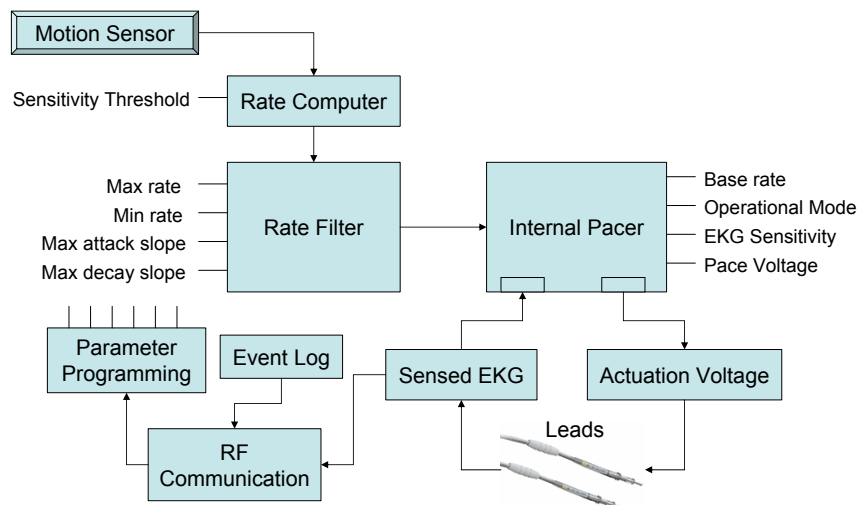 Motion Sensor
Sensitivity Threshold
Rate Computer
Max rate
Min rate
Max attack slope
Max decay slope
Rate Filter
Internal Pacer
Base rate
Operational Mode
EKG Sensitivity
Pace Voltage
Parameter
Programming
Event Log
Sensed EKG
Actuation Voltage
RF
Communication
Leads